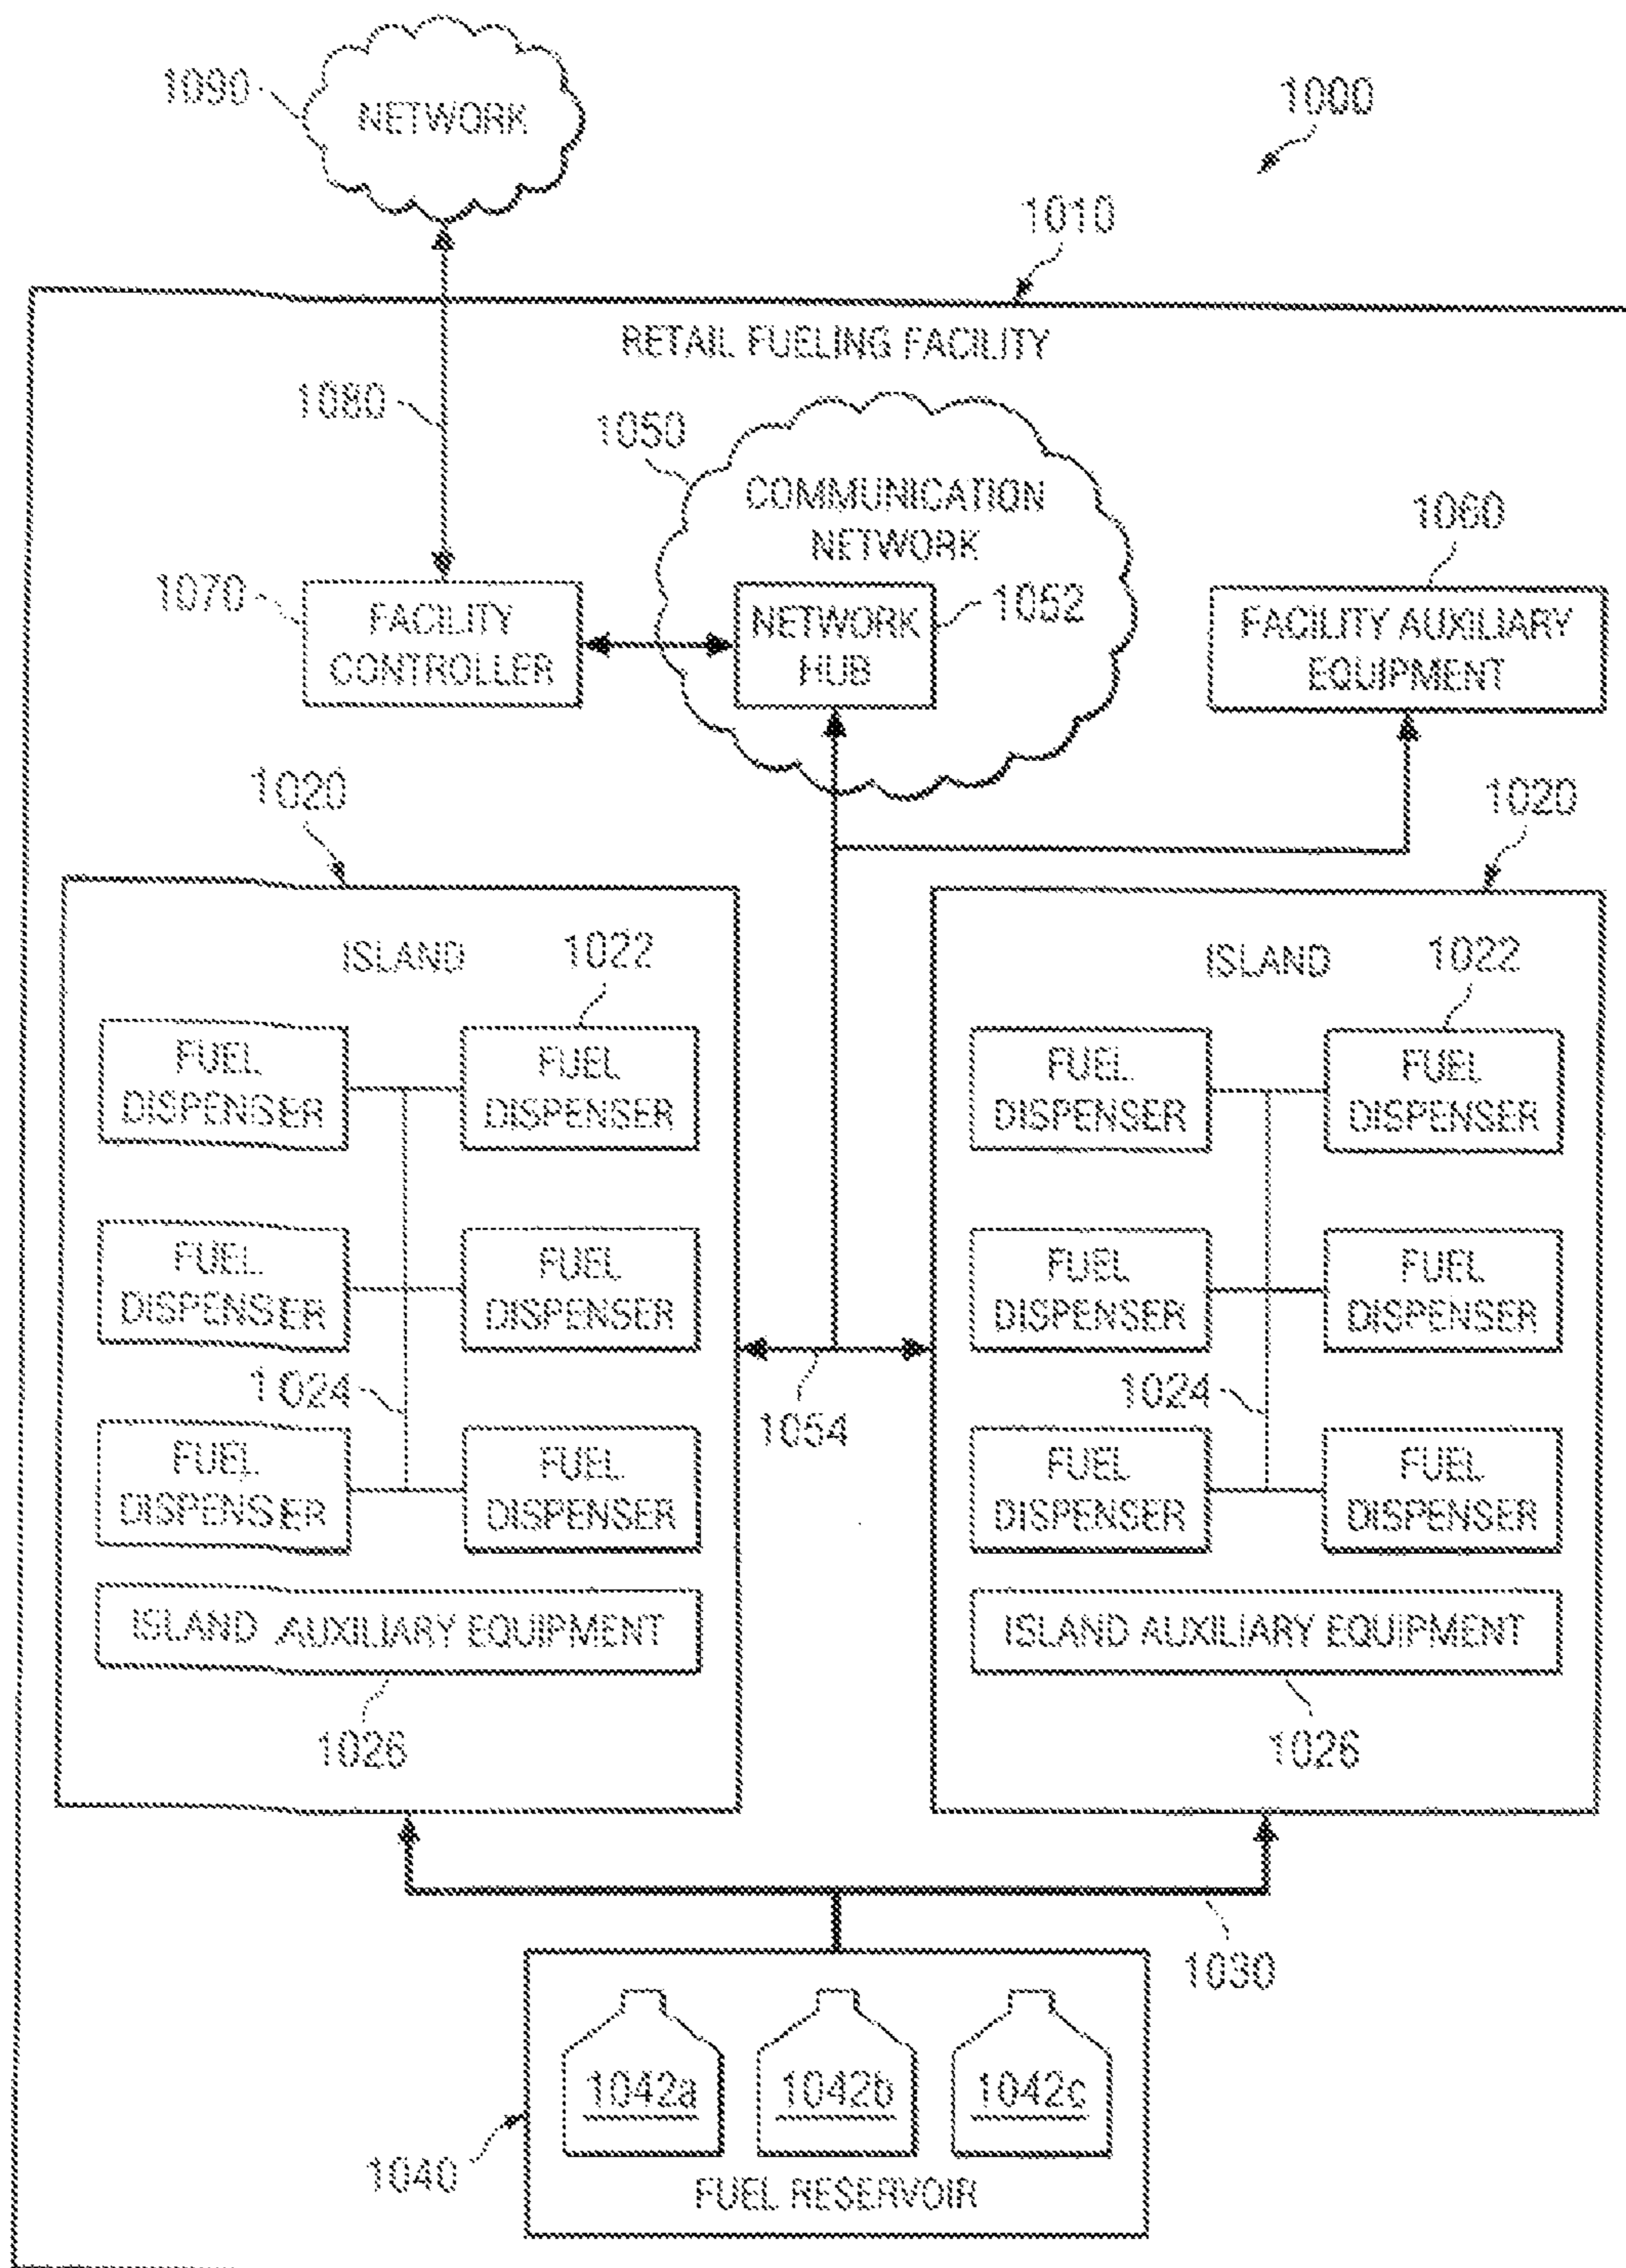 1090
NETWORK
1000
1010
RETAIL FUELING FACILITY
1080
1050
COMMUNICATION
NETWORK
1060
1070
FACILITY
CONTROLLER
NETWORK
HUB
1052
FACILITY AUXILIARY
EQUIPMENT
1020
1020
ISLAND
1022
FUEL
DISPENSER
FUEL
DISPENSER
FUEL
DISPENSER
FUEL
DISPENSER
1024
FUEL
DISPENSER
FUEL
DISPENSER
ISLAND AUXILIARY EQUIPMENT
1026
1054
ISLAND
1022
FUEL
DISPENSER
FUEL
DISPENSER
FUEL
DISPENSER
FUEL
DISPENSER
1024
FUEL
DISPENSER
FUEL
DISPENSER
ISLAND AUXILIARY EQUIPMENT
1026
1030
1042a
1042b
1042c
1040
FUEL RESERVOIR